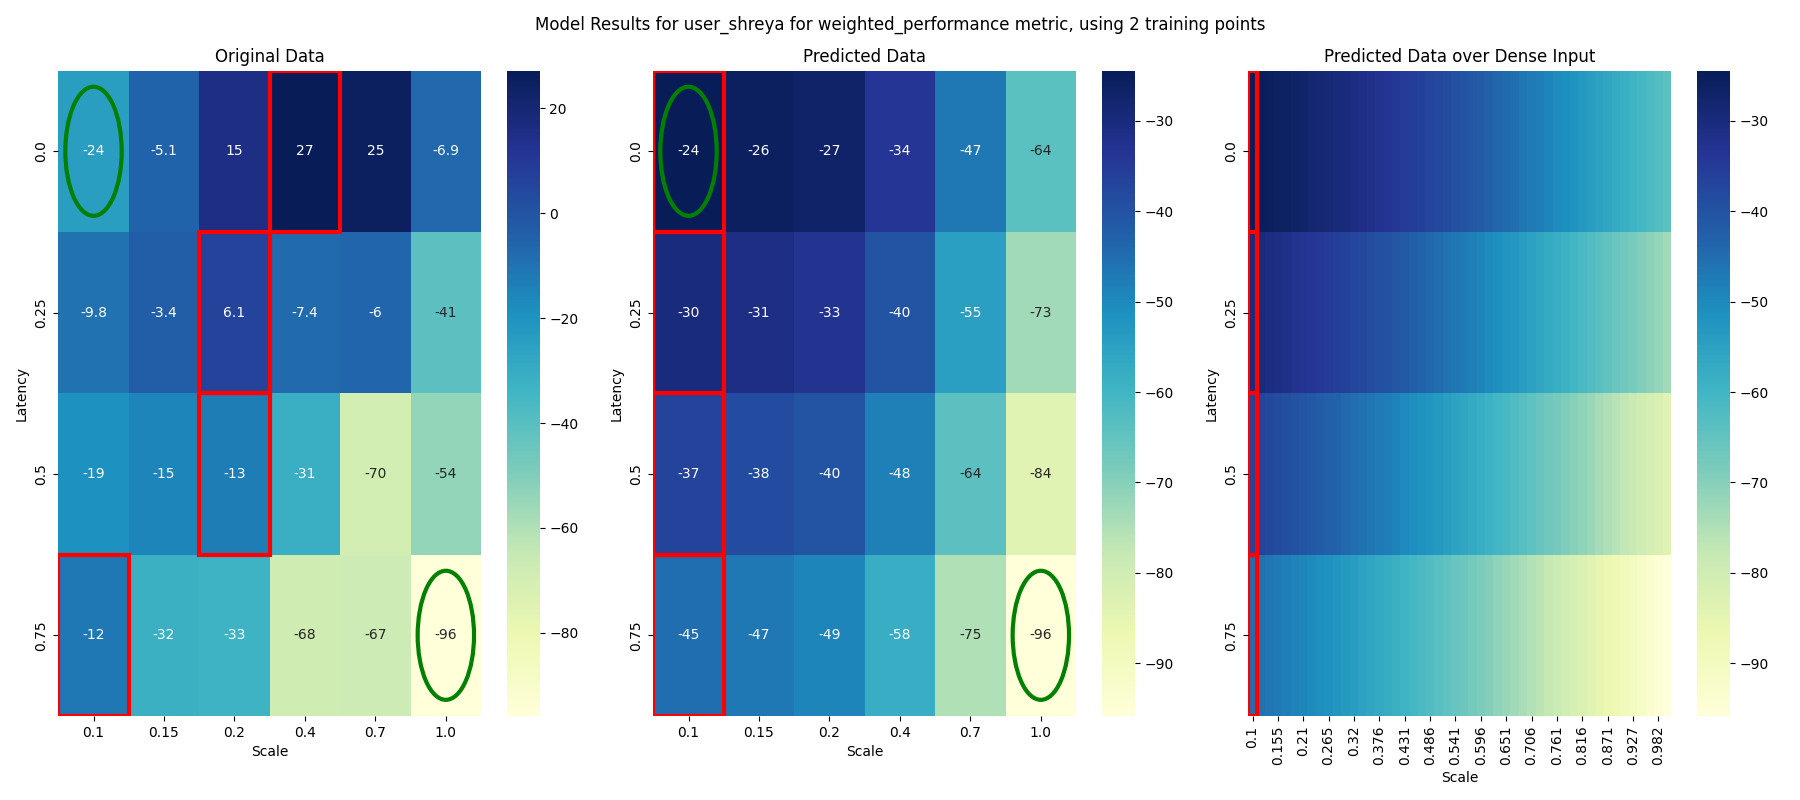 Model Results for user_shreya for weighted_performance metric, using 2 training points
Original Data
-24 -5.1 15 27 25 -6.9
-9.8 -3.4 6.1 -7.4 -6 -41
-19 -15 -13 -31 -70 -54
-12 -32 -33 -68 -67 -96
0.0
0.25
0.5
0.75
Latency
0.1 0.15 0.2 0.4 0.7 1.0
Scale
20
0
−20
−40
−60
−80
Predicted Data
-24 -26 -27 -34 -47 -64
-30 -31 -33 -40 -55 -73
-37 -38 -40 -48 -64 -84
-45 -47 -49 -58 -75 -96
0.0
0.25
0.5
0.75
Latency
0.1 0.15 0.2 0.4 0.7 1.0
Scale
−30
−40
−50
−60
−70
−80
−90
Predicted Data over Dense Input
0.0
0.25
0.5
0.75
Latency
0.1 0.155 0.21 0.265 0.32 0.376 0.431 0.486 0.541 0.596 0.651 0.706 0.761 0.816 0.871 0.927 0.982
Scale
−30
−40
−50
−60
−70
−80
−90